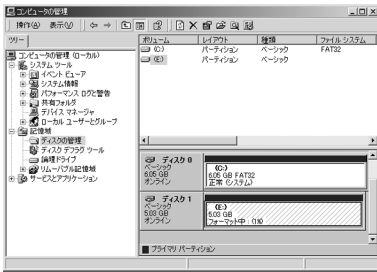 コンピュータの管理
操作(A) 表示(V)
ツリー
コンピュータの管理 (ローカル)
システム ツール
イベント ビューア
システム情報
パフォーマンス ログと警告
共有フォルダ
デバイス マネージャ
ローカル ユーザーとグループ
記憶域
ディスクの管理
ディスク デフラグ ツール
論理ドライブ
リムーバブル記憶域
サービスとアプリケーション
ボリューム レイアウト 種類 ファイル システム
(C:) パーティション ベーシック FAT32
(E:) パーティション ベーシック
ディスク 0
ベーシック
6.05 GB
オンライン
(C:)
6.05 GB FAT32
正常 (システム)
ディスク 1
ベーシック
5.03 GB
オンライン
(E:)
5.03 GB
フォーマット中 : (1%)
プライマリ パーティション